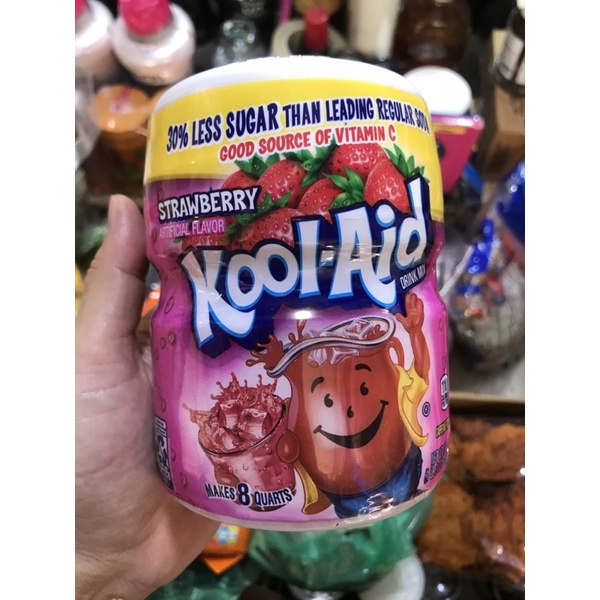 30% LESS SUGAR THAN LEADING REGULAR SODA
GOOD SOURCE OF VITAMIN C
STRAWBERRY
ARTIFICIAL FLAVOR
Kool-Aid
DRINK MIX
MAKES 8 QUARTS